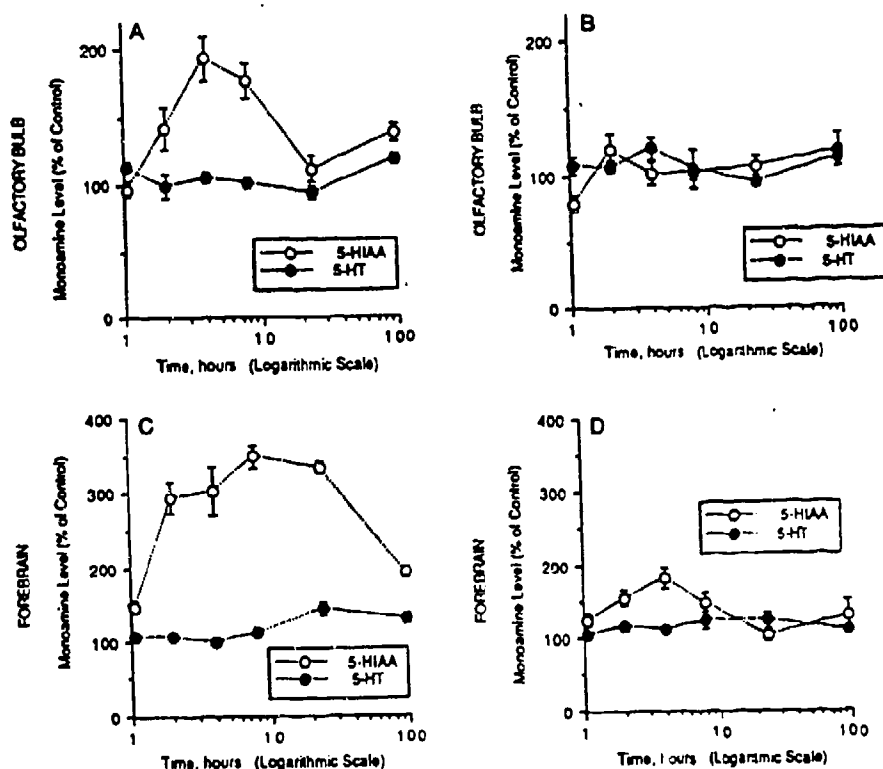 A
OLFACTORY BULB
Monoamine Level (% of Control)
200
100
0
5-HIAA
5-HT
1
10
100
Time, hours (Logarithmic Scale)
B
OLFACTORY BULB
Monoamine Level (% of Control)
200
100
0
5-HIAA
5-HT
1
10
100
Time, hours (Logarithmic Scale)
C
FOREBRAIN
Monoamine Level (% of Control)
400
300
200
100
0
5-HIAA
5-HT
1
10
100
Time, hours (Logarithmic Scale)
D
FOREBRAIN
Monoamine Level (% of Control)
400
300
200
100
0
5-HIAA
5-HT
1
10
100
Time, hours (Logarithmic Scale)